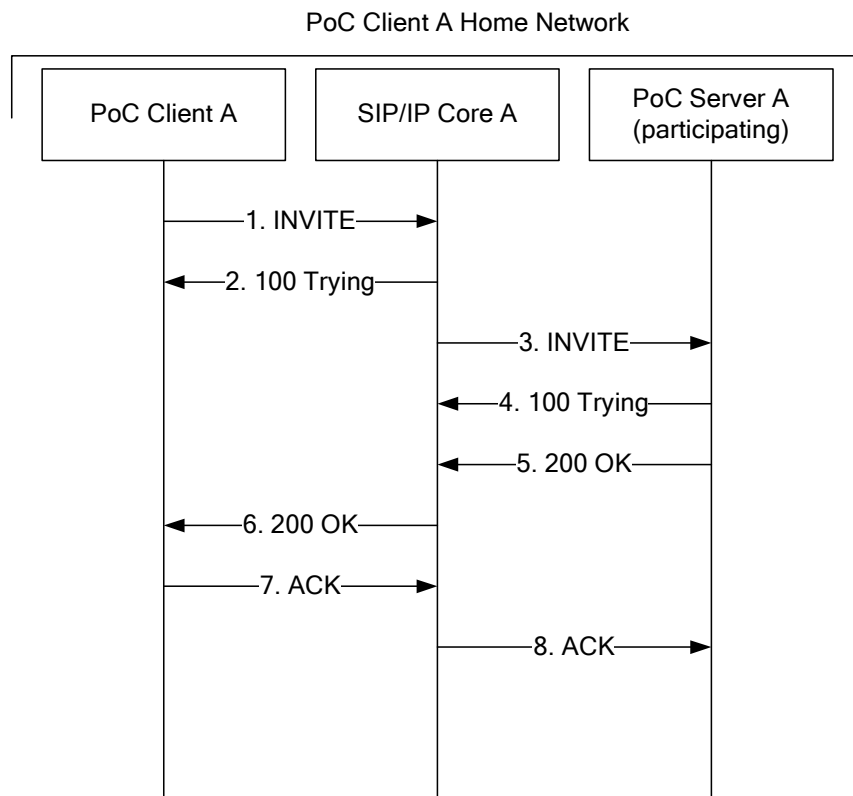 PoC Client A Home Network
PoC Client A
SIP/IP Core A
PoC Server A
(participating)
1. INVITE
2. 100 Trying
3. INVITE
4. 100 Trying
5. 200 OK
6. 200 OK
7. ACK
8. ACK